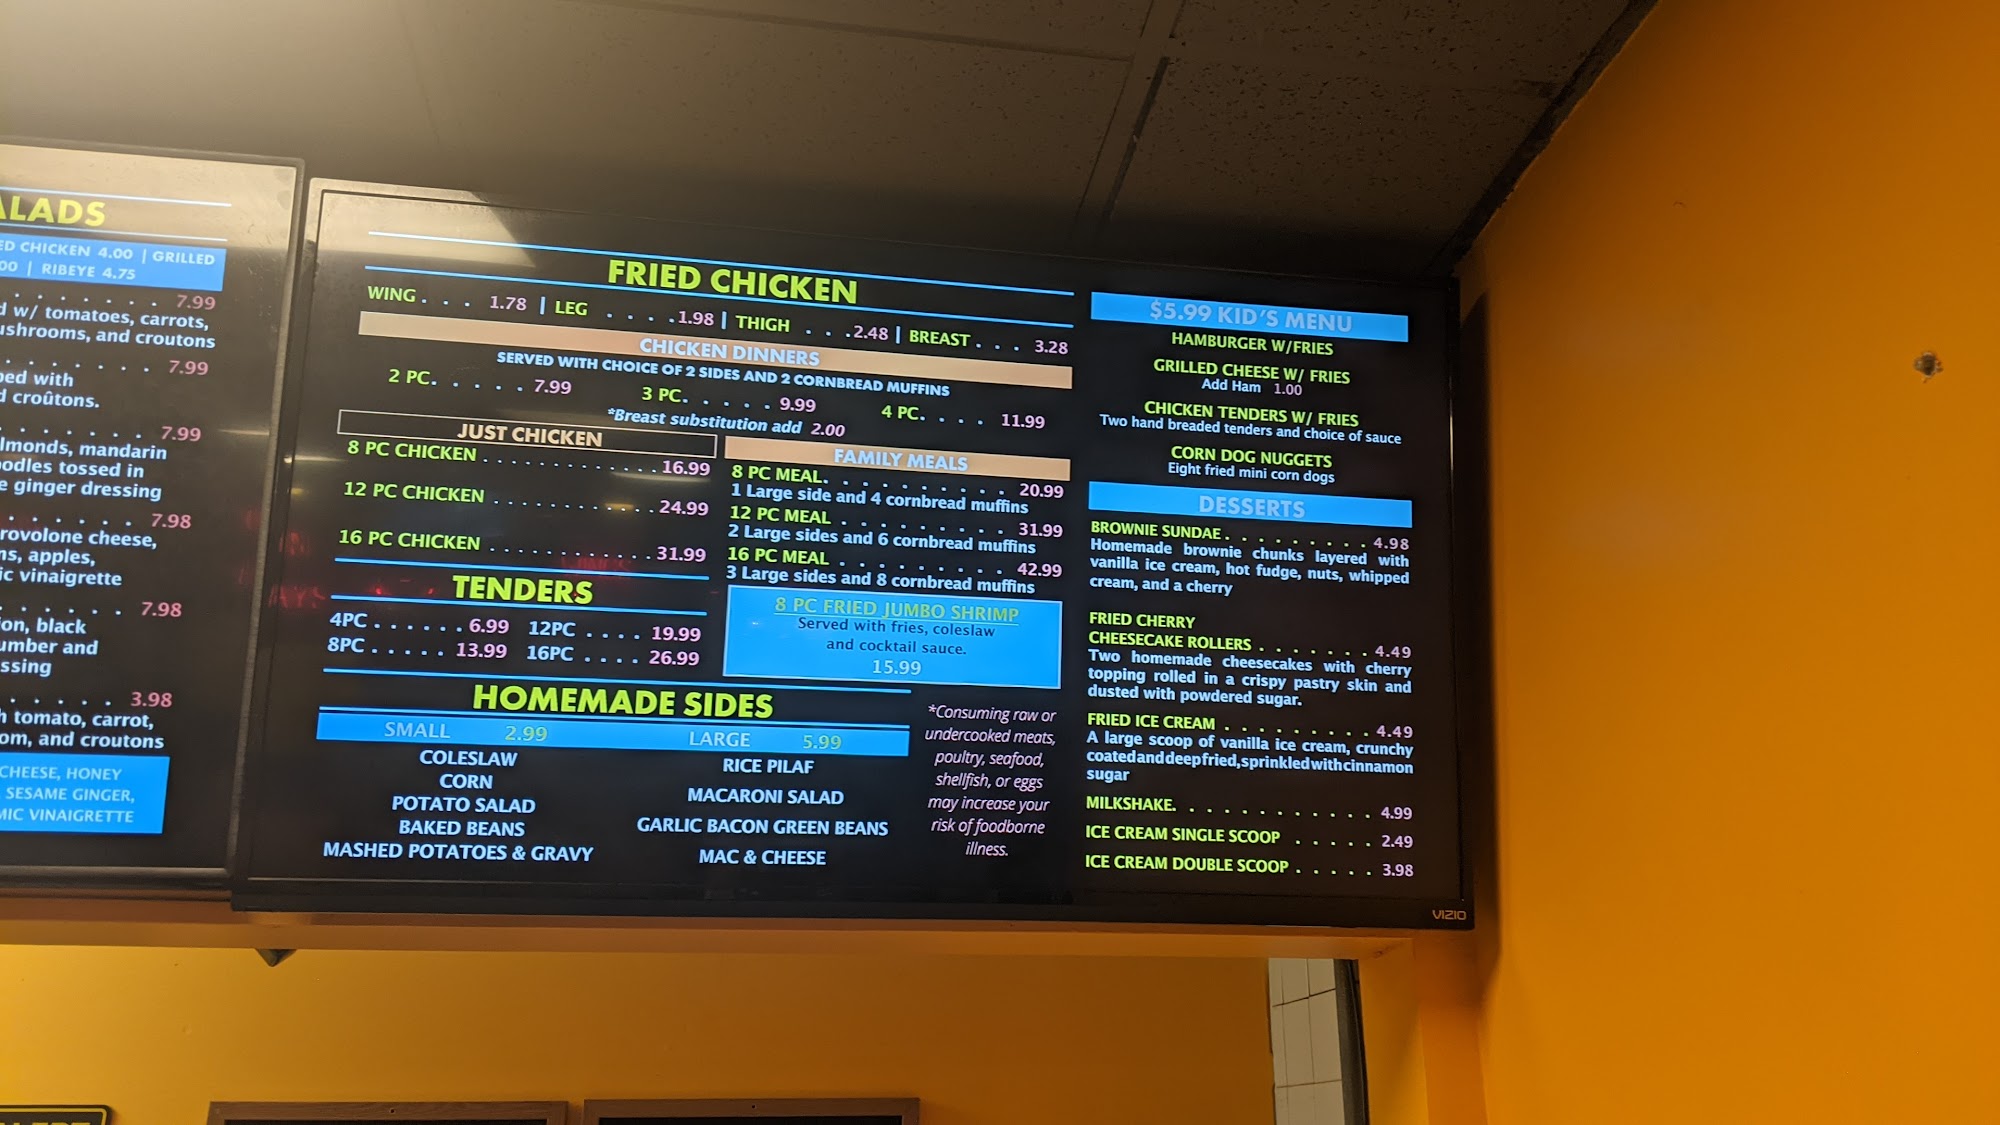 ALADS
ED CHICKEN 4.00 | GRILLED
00 | RIBEYE 4.75
. . . . . . . 7.99
d w/ tomatoes, carrots,
ushrooms, and croutons
. . . . . . 7.99
ped with
d croûtons.
. . . . . . . 7.99
lmonds, mandarin
oodles tossed in
e ginger dressing
. . . . . . 7.98
rovolone cheese,
ns, apples,
ic vinaigrette
. . . . . . 7.98
ion, black
umber and
ssing
. . . . . 3.98
h tomato, carrot,
om, and croutons
CHEESE, HONEY
SESAME GINGER,
MIC VINAIGRETTE
FRIED CHICKEN
WING . . . 1.78 | LEG . . . . 1.98 | THIGH . . . 2.48 | BREAST . . . 3.28
CHICKEN DINNERS
SERVED WITH CHOICE OF 2 SIDES AND 2 CORNBREAD MUFFINS
2 PC. . . . . . 7.99 3 PC. . . . . . 9.99 4 PC. . . . . 11.99
*Breast substitution add 2.00
JUST CHICKEN
8 PC CHICKEN . . . . . . . . . . . . . 16.99
12 PC CHICKEN . . . . . . . . . . . . 24.99
16 PC CHICKEN . . . . . . . . . . . . 31.99
FAMILY MEALS
8 PC MEAL. . . . . . . . . . 20.99
1 Large side and 4 cornbread muffins
12 PC MEAL . . . . . . . . . 31.99
2 Large sides and 6 cornbread muffins
16 PC MEAL . . . . . . . . . 42.99
3 Large sides and 8 cornbread muffins
8 PC FRIED JUMBO SHRIMP
Served with fries, coleslaw
and cocktail sauce.
15.99
TENDERS
4PC . . . . . . 6.99 12PC . . . . 19.99
8PC . . . . . 13.99 16PC . . . . 26.99
HOMEMADE SIDES
SMALL 2.99 LARGE 5.99
COLESLAW
CORN
POTATO SALAD
BAKED BEANS
MASHED POTATOES & GRAVY
RICE PILAF
MACARONI SALAD
GARLIC BACON GREEN BEANS
MAC & CHEESE
*Consuming raw or
undercooked meats,
poultry, seafood,
shellfish, or eggs
may increase your
risk of foodborne
illness.
$5.99 KID'S MENU
HAMBURGER W/FRIES
GRILLED CHEESE W/ FRIES
Add Ham 1.00
CHICKEN TENDERS W/ FRIES
Two hand breaded tenders and choice of sauce
CORN DOG NUGGETS
Eight fried mini corn dogs
DESSERTS
BROWNIE SUNDAE . . . . . . . . . 4.98
Homemade brownie chunks layered with
vanilla ice cream, hot fudge, nuts, whipped
cream, and a cherry
FRIED CHERRY
CHEESECAKE ROLLERS . . . . . . . 4.49
Two homemade cheesecakes with cherry
topping rolled in a crispy pastry skin and
dusted with powdered sugar.
FRIED ICE CREAM . . . . . . . . . 4.49
A large scoop of vanilla ice cream, crunchy
coated and deep fried, sprinkled with cinnamon
sugar
MILKSHAKE. . . . . . . . . . . . 4.99
ICE CREAM SINGLE SCOOP . . . . . 2.49
ICE CREAM DOUBLE SCOOP . . . . . 3.98
VIZIO